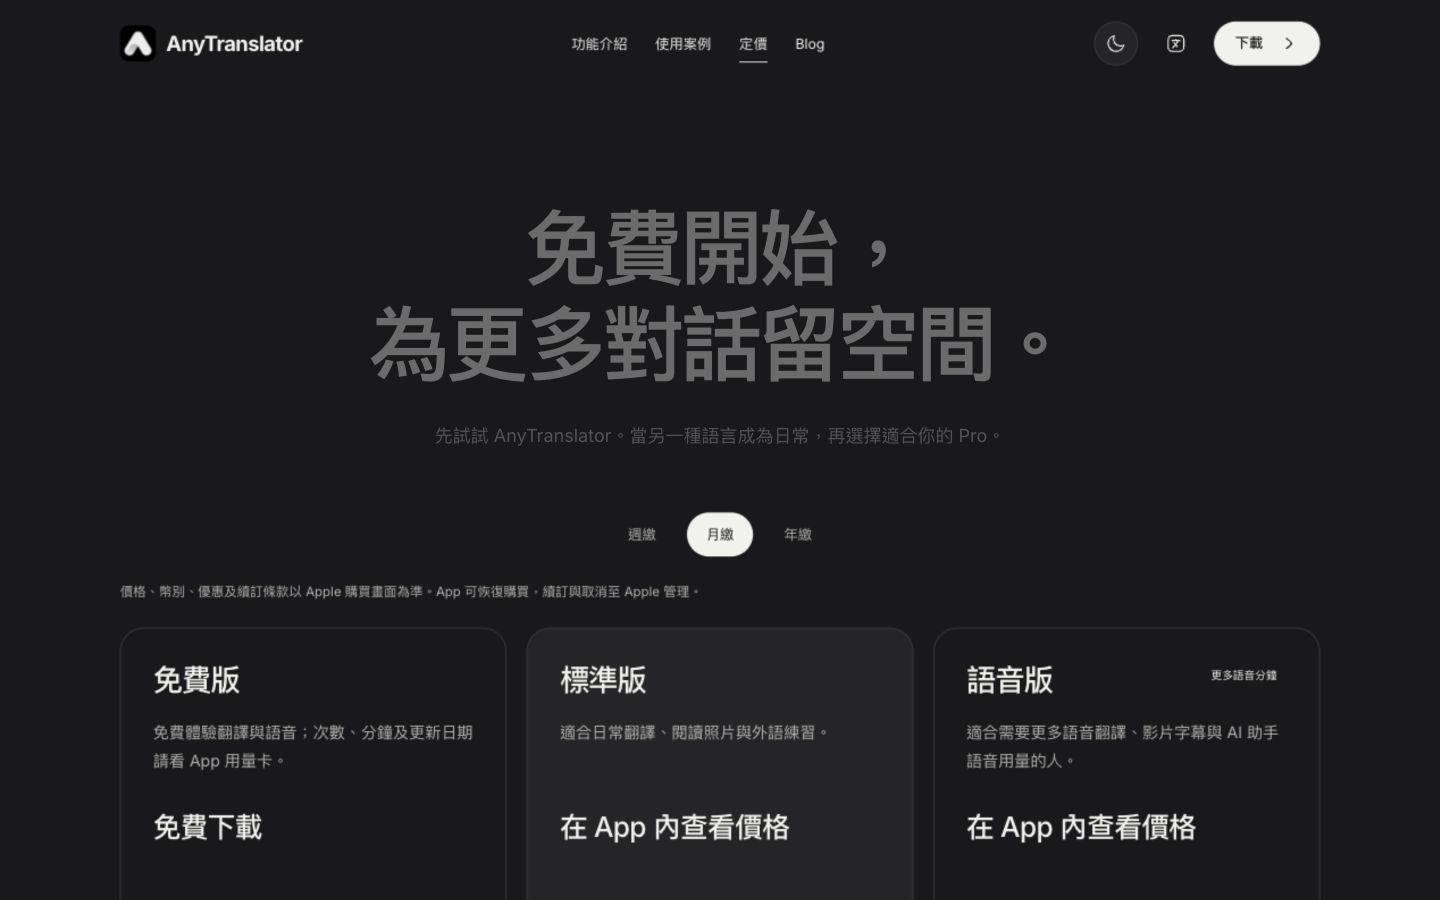 AnyTranslator
功能介紹
使用案例
定價
Blog
下載
免費開始，
為更多對話留空間。
先試試 AnyTranslator。當另一種語言成為日常，再選擇適合你的 Pro。
週繳
月繳
年繳
價格、幣別、優惠及續訂條款以 Apple 購買畫面為準。App 可恢復購買，續訂與取消至 Apple 管理。
免費版
免費體驗翻譯與語音；次數、分鐘及更新日期
請看 App 用量卡。
免費下載
標準版
適合日常翻譯、閱讀照片與外語練習。
在 App 內查看價格
語音版
更多語音分鐘
適合需要更多語音翻譯、影片字幕與 AI 助手
語音用量的人。
在 App 內查看價格